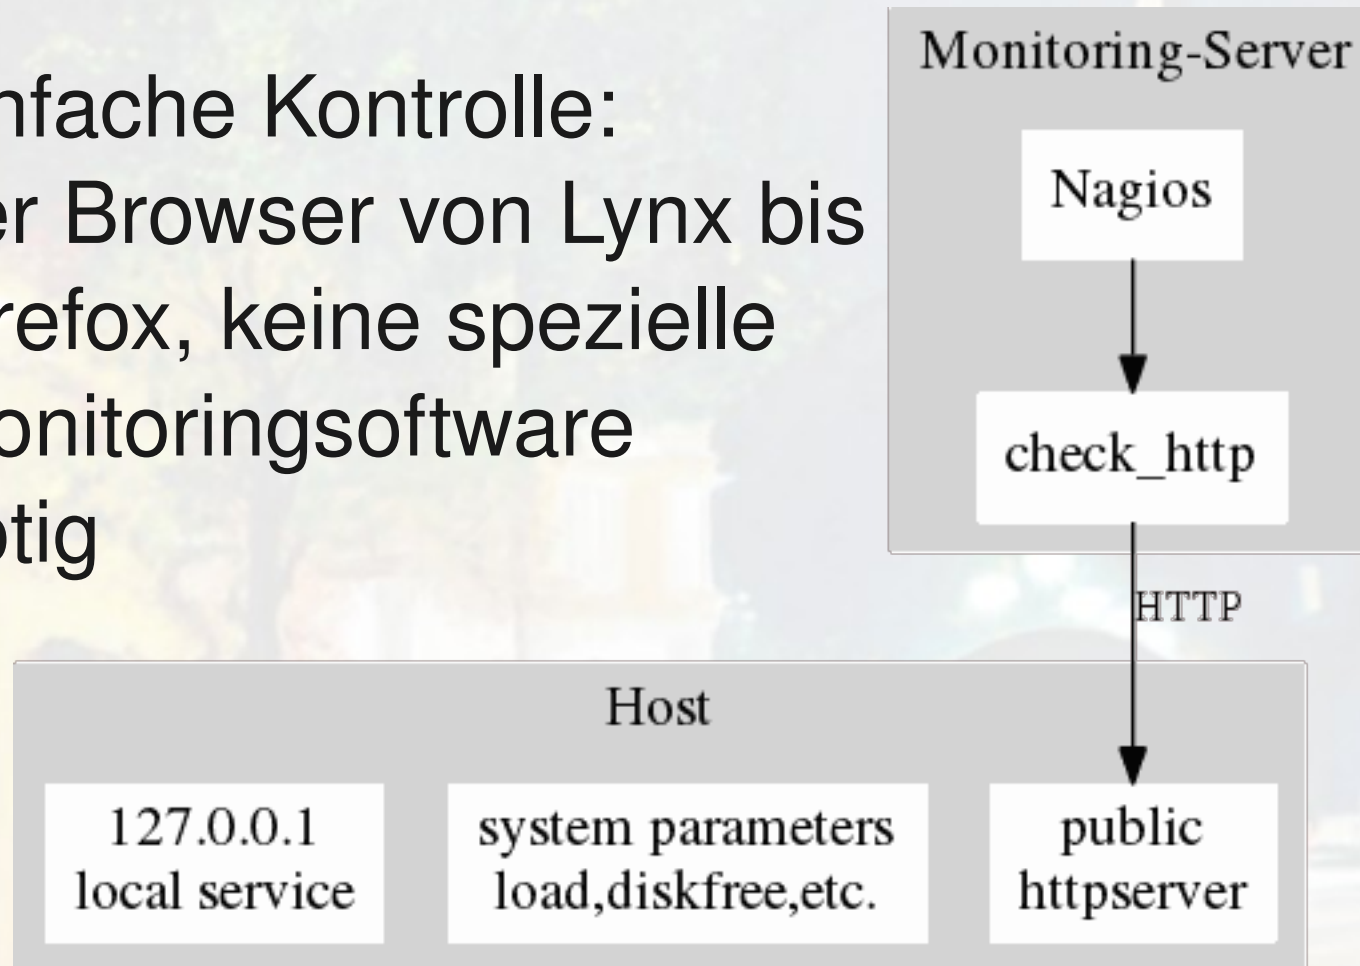 nfache Kontrolle:
er Browser von Lynx bis
refox, keine spezielle
onitoringsoftware
tig
Monitoring-Server
Nagios
check_http
HTTP
Host
127.0.0.1
local service
system parameters
load,diskfree,etc.
public
httpserver